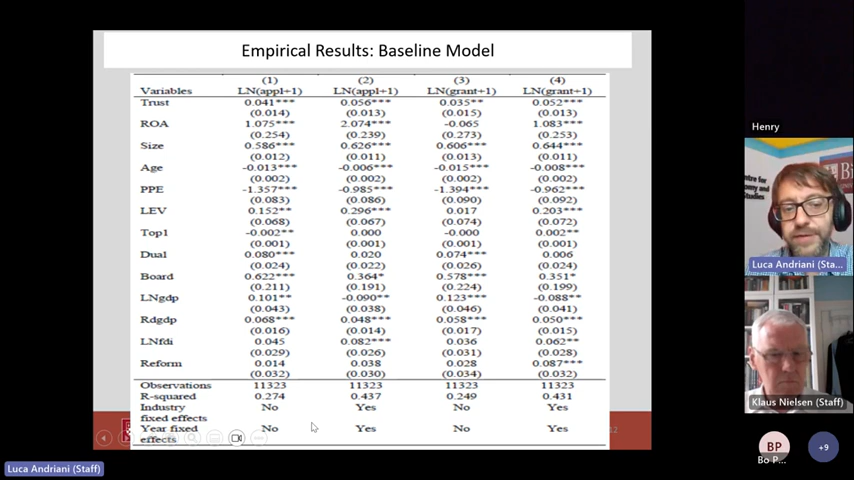 Empirical Results: Baseline Model
(1) (2) (3) (4)
Variables LN(appl+1) LN(appl+1) LN(grant+1) LN(grant+1)
Trust 0.041*** 0.056*** 0.035** 0.052***
(0.014) (0.013) (0.015) (0.013)
ROA 1.075*** 2.074*** -0.065 1.083***
(0.254) (0.239) (0.273) (0.253)
Size 0.586*** 0.626*** 0.606*** 0.644***
(0.012) (0.011) (0.013) (0.011)
Age -0.013*** -0.006*** -0.015*** -0.008***
(0.002) (0.002) (0.002) (0.002)
PPE -1.357*** -0.985*** -1.394*** -0.962***
(0.083) (0.086) (0.090) (0.092)
LEV 0.152** 0.296*** 0.017 0.203***
(0.068) (0.067) (0.074) (0.072)
Top1 -0.002** 0.000 -0.000 0.002**
(0.001) (0.001) (0.001) (0.001)
Dual 0.080*** 0.020 0.074*** 0.006
(0.024) (0.022) (0.026) (0.024)
Board 0.622*** 0.364* 0.578*** 0.351*
(0.211) (0.191) (0.224) (0.199)
LNgdp 0.101** -0.090** 0.123*** -0.088**
(0.043) (0.038) (0.046) (0.041)
Rdgdp 0.068*** 0.048*** 0.058*** 0.050***
(0.016) (0.014) (0.017) (0.015)
LNfdi 0.045 0.082*** 0.036 0.062**
(0.029) (0.026) (0.031) (0.028)
Reform 0.014 0.038 0.028 0.087***
(0.032) (0.030) (0.034) (0.032)
Observations 11323 11323 11323 11323
R-squared 0.274 0.437 0.249 0.431
Industry No Yes No Yes
fixed effects
Year fixed No Yes No Yes
effects
12
Luca Andriani (Staff)
Henry
Luca Andriani (Sta...
Klaus Nielsen (Staff)
BP
+9
Bo P...